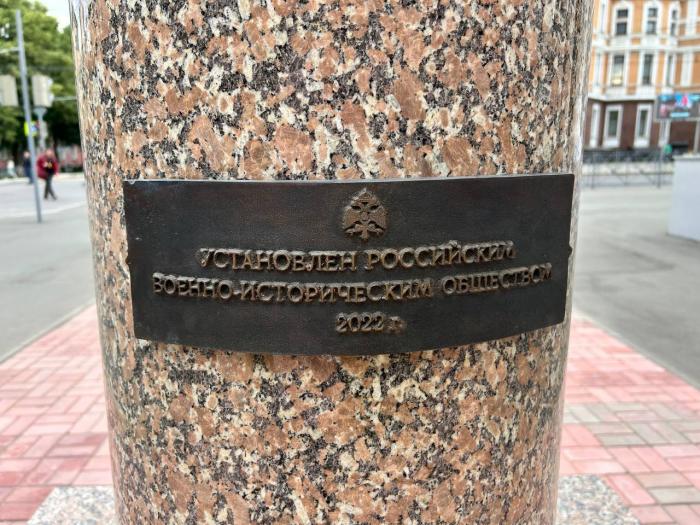 УСТАНОВЛЕН РОССИЙСКИМ
ВОЕННО-ИСТОРИЧЕСКИМ ОБЩЕСТВОМ
2022 г.